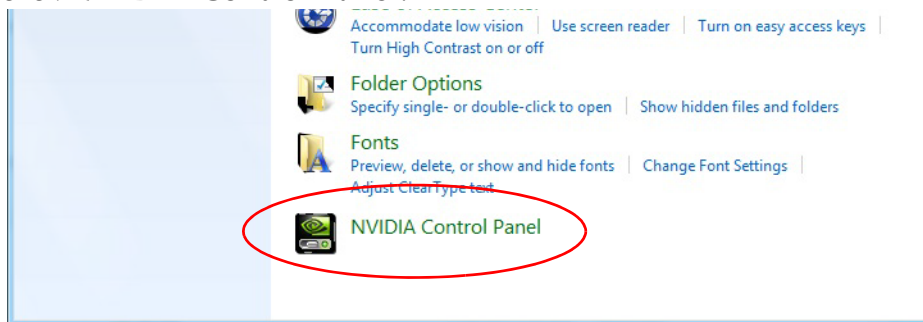 Accommodate low vision | Use screen reader | Turn on easy access keys |
Turn High Contrast on or off
Folder Options
Specify single- or double-click to open | Show hidden files and folders
Fonts
Preview, delete, or show and hide fonts | Change Font Settings |
Adjust ClearType text
NVIDIA Control Panel